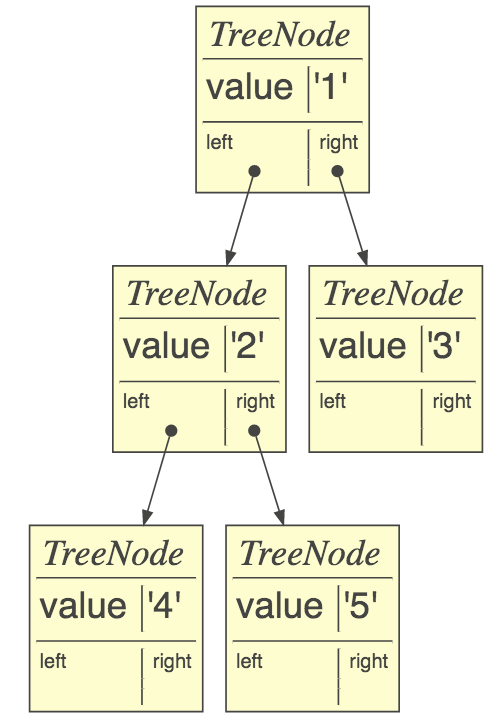 TreeNode
value '1'
left right
TreeNode
value '2'
left right
TreeNode
value '3'
left right
TreeNode
value '4'
left right
TreeNode
value '5'
left right